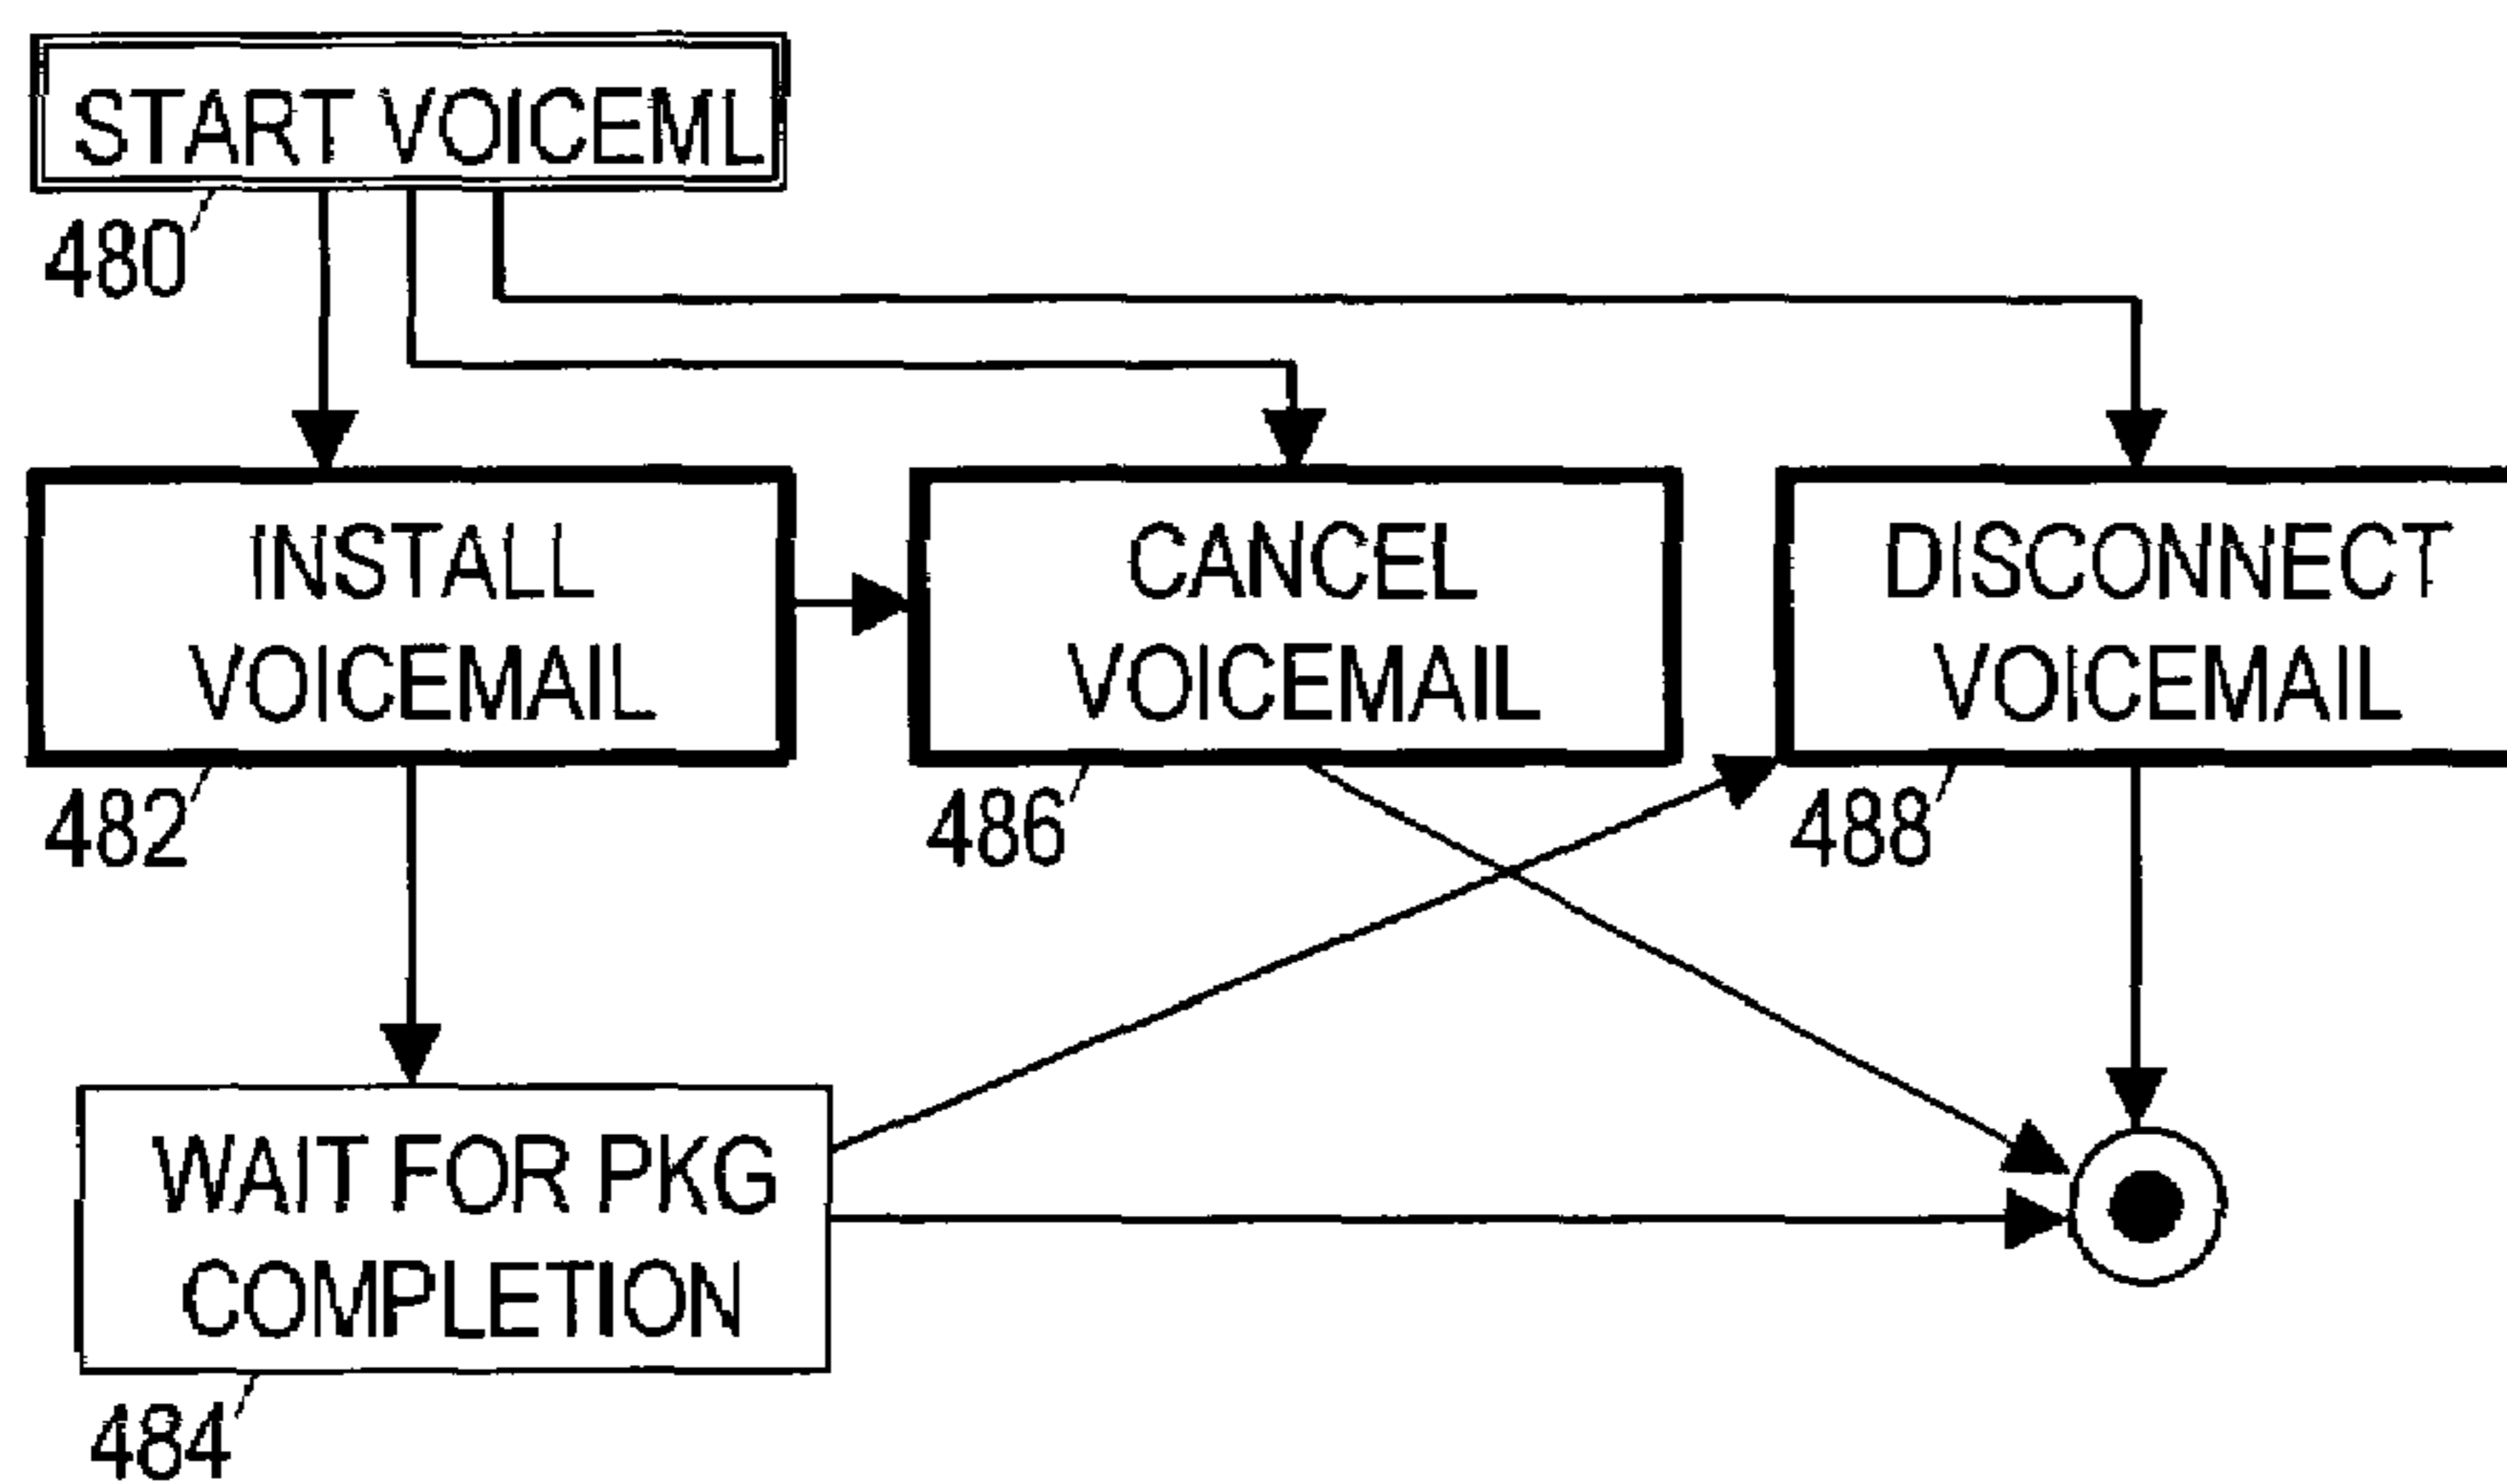 START VOICEML
480
INSTALL
VOICEMAIL
482
CANCEL
VOICEMAIL
486
DISCONNECT
VOICEMAIL
488
WAIT FOR PKG
COMPLETION
484